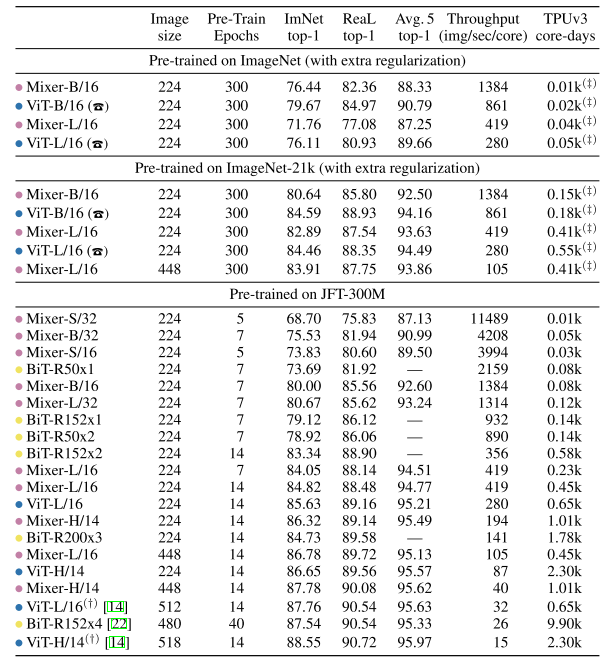 Image Pre-Train ImNet ReaL Avg. 5 Throughput TPUv3
size Epochs top-1 top-1 top-1 (img/sec/core) core-days
Pre-trained on ImageNet (with extra regularization)
Mixer-B/16 224 300 76.44 82.36 88.33 1384 0.01k(‡)
ViT-B/16 (☎) 224 300 79.67 84.97 90.79 861 0.02k(‡)
Mixer-L/16 224 300 71.76 77.08 87.25 419 0.04k(‡)
ViT-L/16 (☎) 224 300 76.11 80.93 89.66 280 0.05k(‡)
Pre-trained on ImageNet-21k (with extra regularization)
Mixer-B/16 224 300 80.64 85.80 92.50 1384 0.15k(‡)
ViT-B/16 (☎) 224 300 84.59 88.93 94.16 861 0.18k(‡)
Mixer-L/16 224 300 82.89 87.54 93.63 419 0.41k(‡)
ViT-L/16 (☎) 224 300 84.46 88.35 94.49 280 0.55k(‡)
Mixer-L/16 448 300 83.91 87.75 93.86 105 0.41k(‡)
Pre-trained on JFT-300M
Mixer-S/32 224 5 68.70 75.83 87.13 11489 0.01k
Mixer-B/32 224 7 75.53 81.94 90.99 4208 0.05k
Mixer-S/16 224 5 73.83 80.60 89.50 3994 0.03k
BiT-R50x1 224 7 73.69 81.92 — 2159 0.08k
Mixer-B/16 224 7 80.00 85.56 92.60 1384 0.08k
Mixer-L/32 224 7 80.67 85.62 93.24 1314 0.12k
BiT-R152x1 224 7 79.12 86.12 — 932 0.14k
BiT-R50x2 224 7 78.92 86.06 — 890 0.14k
BiT-R152x2 224 14 83.34 88.90 — 356 0.58k
Mixer-L/16 224 7 84.05 88.14 94.51 419 0.23k
Mixer-L/16 224 14 84.82 88.48 94.77 419 0.45k
ViT-L/16 224 14 85.63 89.16 95.21 280 0.65k
Mixer-H/14 224 14 86.32 89.14 95.49 194 1.01k
BiT-R200x3 224 14 84.73 89.58 — 141 1.78k
Mixer-L/16 448 14 86.78 89.72 95.13 105 0.45k
ViT-H/14 224 14 86.65 89.56 95.57 87 2.30k
Mixer-H/14 448 14 87.78 90.08 95.62 40 1.01k
ViT-L/16(†) [14] 512 14 87.76 90.54 95.63 32 0.65k
BiT-R152x4 [22] 480 40 87.54 90.54 95.33 26 9.90k
ViT-H/14(†) [14] 518 14 88.55 90.72 95.97 15 2.30k